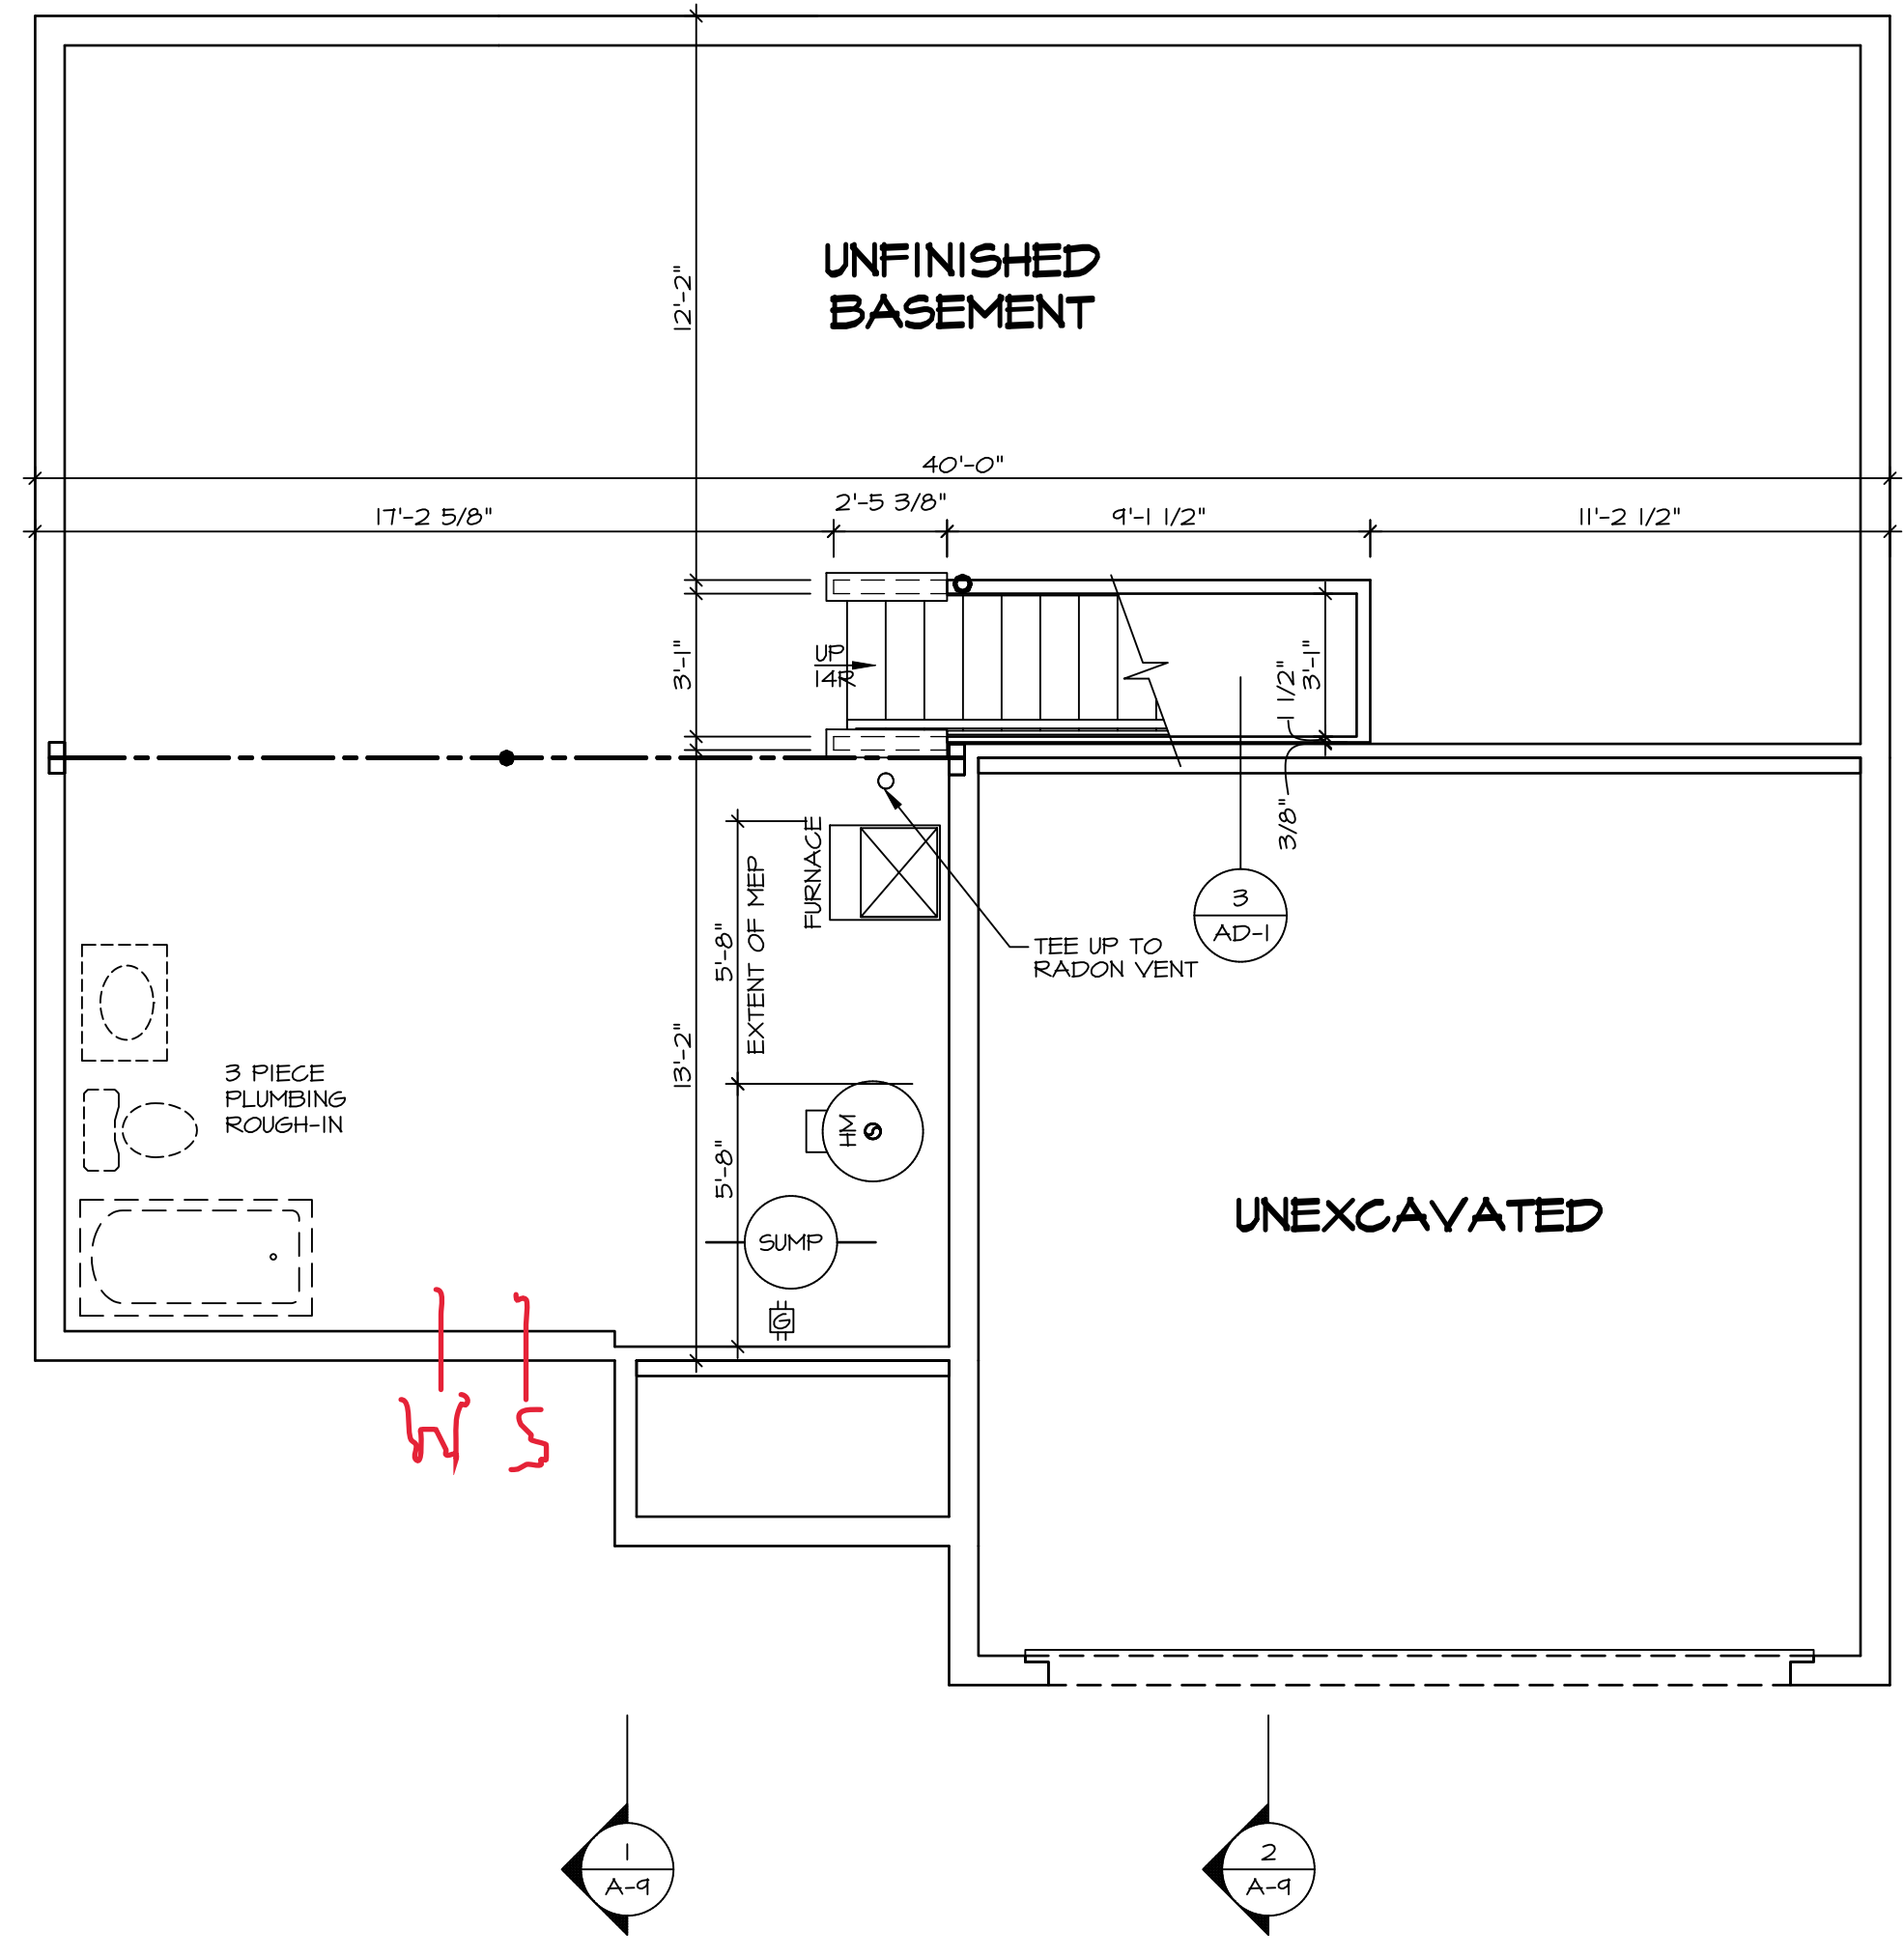 UNFINISHED
BASEMENT
12'-2"
40'-0"
17'-2 5/8"
2'-5 3/8"
9'-1 1/2"
11'-2 1/2"
3'-1"
UP
14R
1 1/2"
3'-1"
3/8"
FURNACE
EXTENT OF MEP
5'-8"
3
AD-1
TEE UP TO
RADON VENT
13'-2"
3 PIECE
PLUMBING
ROUGH-IN
HM
5'-8"
SUMP
G
UNEXCAVATED
W S
1
A-9
2
A-9